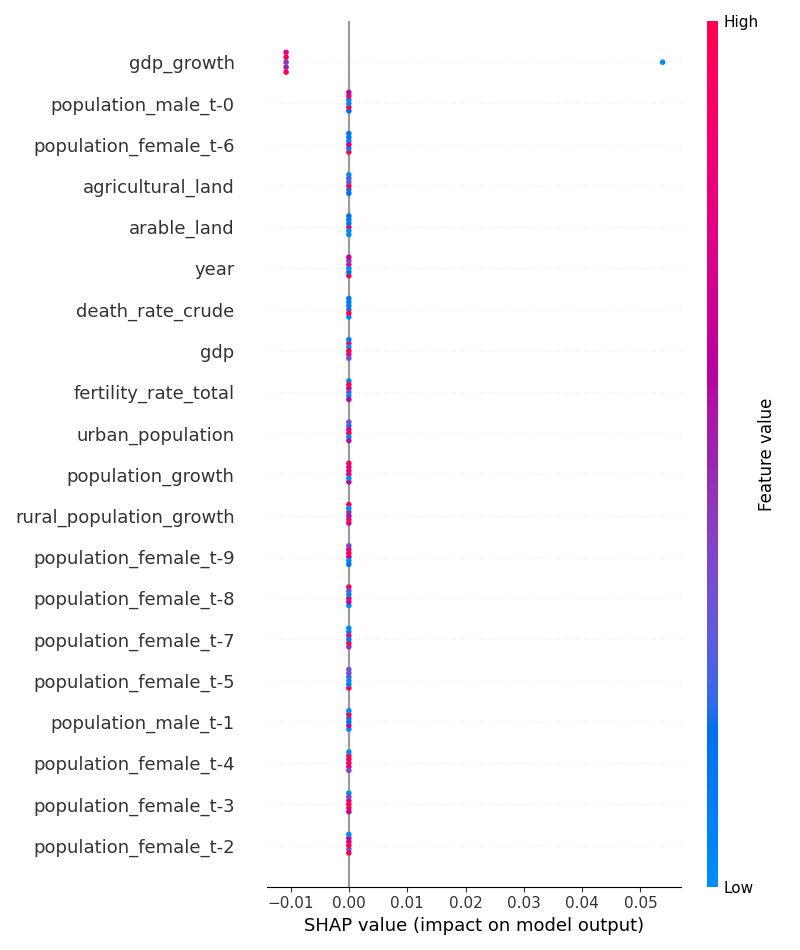 High
gdp_growth
population_male_t-0
population_female_t-6
agricultural_land
arable_land
year
death_rate_crude
gdp
fertility_rate_total
urban_population
population_growth
rural_population_growth
population_female_t-9
population_female_t-8
population_female_t-7
population_female_t-5
population_male_t-1
population_female_t-4
population_female_t-3
population_female_t-2
Feature value
Low
−0.01 0.00 0.01 0.02 0.03 0.04 0.05
SHAP value (impact on model output)